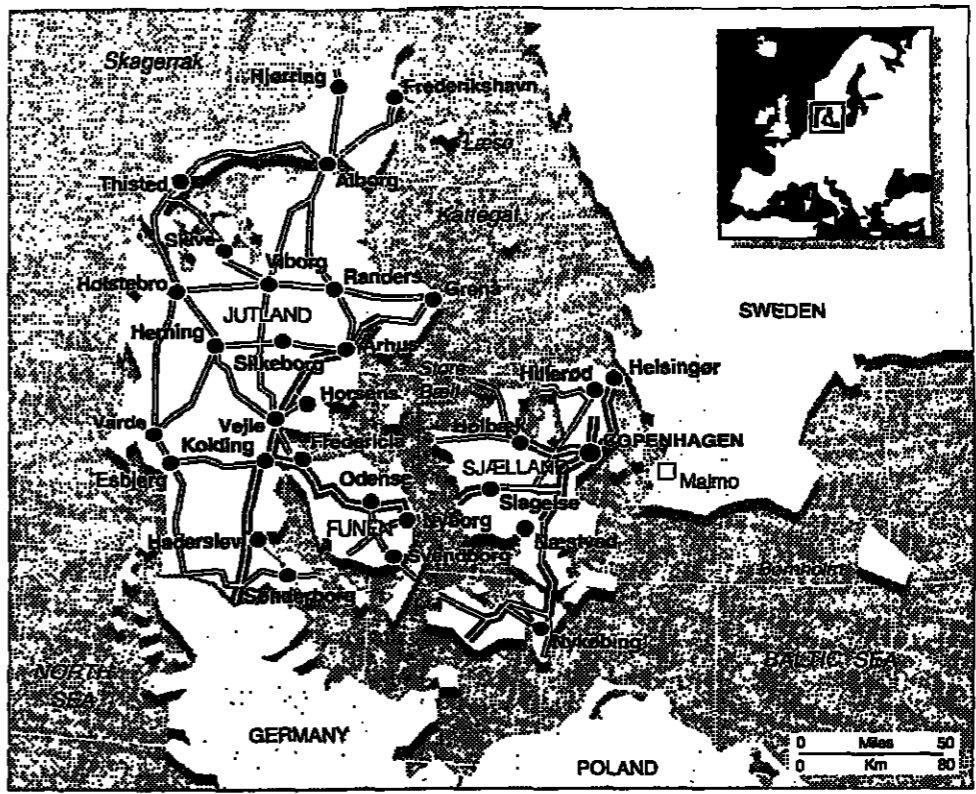 Skagerrak
Hjørring
Frederikshavn
Læsø
Thisted
Ålborg
Kattegat
Skive
Viborg
Holstebro
Randers
Grenå
JUTLAND
SWEDEN
Herning
Århus
Silkeborg
Store
Bælt
Hillerød
Helsingør
Horsens
Varde
Vejle
Holbæk
COPENHAGEN
Kolding
Fredericia
SJÆLLAND
Malmo
Esbjerg
Odense
Slagelse
FUNEN
Nyborg
Næstved
Haderslev
Svendborg
Bornholm
Sønderborg
Nykøbing
NORTH
SEA
BALTIC SEA
GERMANY
POLAND
0 Miles 50
0 Km 80